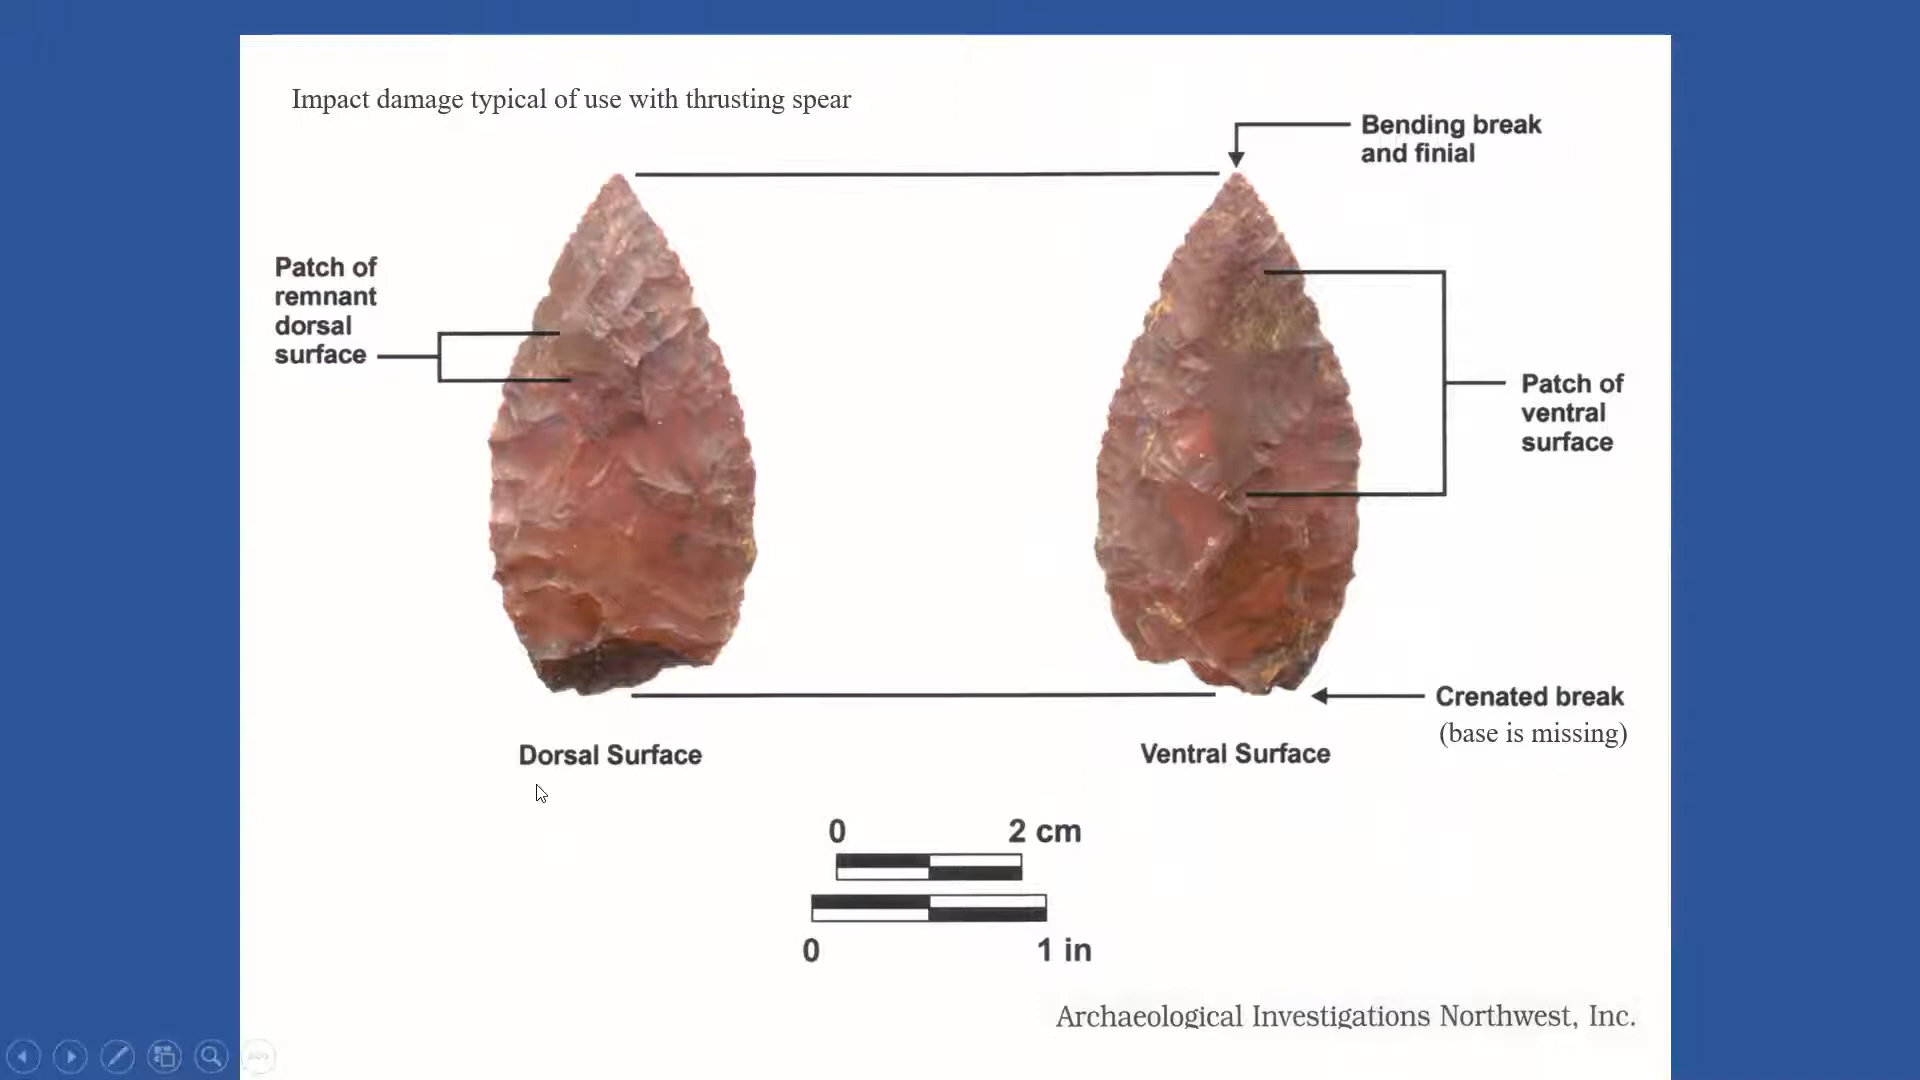 Impact damage typical of use with thrusting spear
Bending break
and finial
Patch of
remnant
dorsal
surface
Patch of
ventral
surface
Crenated break
(base is missing)
Dorsal Surface
Ventral Surface
0 2 cm
0 1 in
Archaeological Investigations Northwest, Inc.